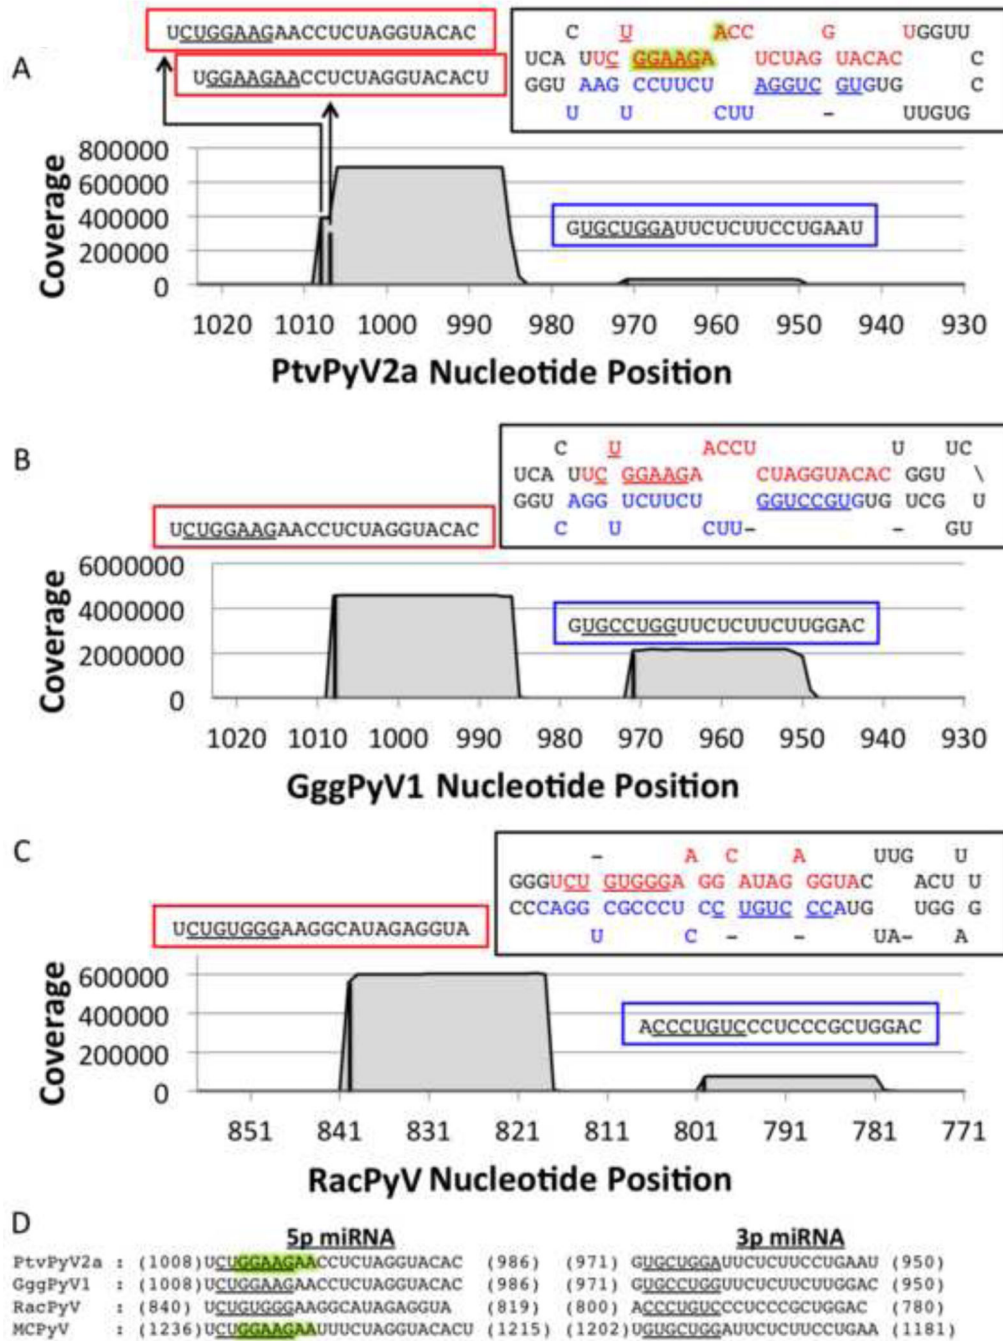 A
UCUGGAAGAACCUCUAGGUACAC
UGGAAGAACCUCUAGGUACACU
C U ACC G UGGUU
UCA UUC GGAAGA UCUAG UACAC C
GGU AAG CCUUCU AGGUCGUGUG C
U U CUU - UUGUG
Coverage
800000
600000
400000
200000
0
GUGCUGGAUUCUCUUCCUGAAU
1020 1010 1000 990 980 970 960 950 940 930
PtvPyV2a Nucleotide Position
B
UCUGGAAGAACCUCUAGGUACAC
C U ACCU U UC
UCA UUC GGAAGA CUAGGUACAC GGU \
GGU AGG UCUUCU GGUCCGUGUG UCG U
C U CUU- - GU
Coverage
6000000
4000000
2000000
0
GUGCCUGGUUCUCUUCUUGGAC
1020 1010 1000 990 980 970 960 950 940 930
GggPyV1 Nucleotide Position
C
UCUGUGGGAAGGCAUAGAGGUA
- A C A UUG U
GGGUCU GUGGGA GG AUAG GGUAC ACU U
CCCAGG CGCCCU CC UGUC CCAUG UGG G
U C - - UA- A
Coverage
600000
400000
200000
0
ACCCUGUCCCUCCCGCUGGAC
851 841 831 821 811 801 791 781 771
RacPyV Nucleotide Position
D
5p miRNA 3p miRNA
PtvPyV2a : (1008)UCUGGAAGAACCUCUAGGUACAC (986) (971) GUGCUGGAUUCUCUUCCUGAAU (950)
GggPyV1 : (1008)UCUGGAAGAACCUCUAGGUACAC (986) (971) GUGCCUGGUUCUCUUCUUGGAC (950)
RacPyV : (840) UCUGUGGGAAGGCAUAGAGGUA (819) (800) ACCCUGUCCCUCCCGCUGGAC (780)
MCPyV : (1236)UCUGGAAGAAUUUCUAGGUACACU (1215) (1202)UGUGCUGGAUUCUCUUCCUGAA (1181)